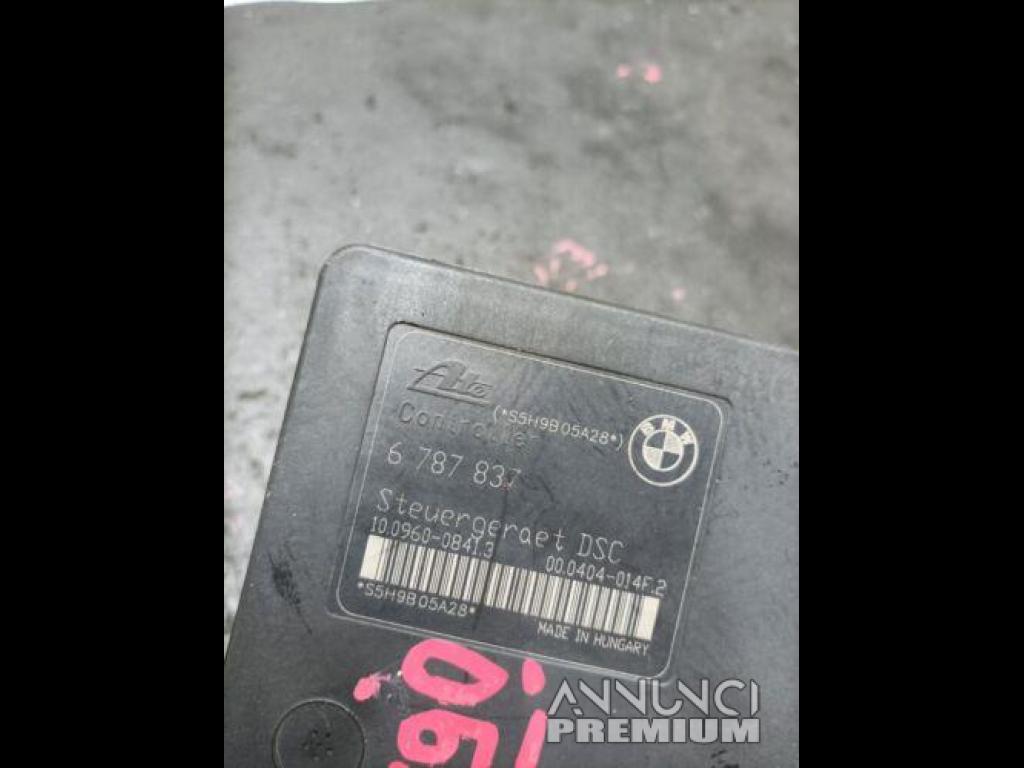 Ate
(*S5H9B05A28*)
Controller
BMW
6 787 837
Steuergeraet DSC
10.0960-0841.3
00.0404-014F.2
*S5H9B05A28*
MADE IN HUNGARY
ANNUNCI
PREMIUM